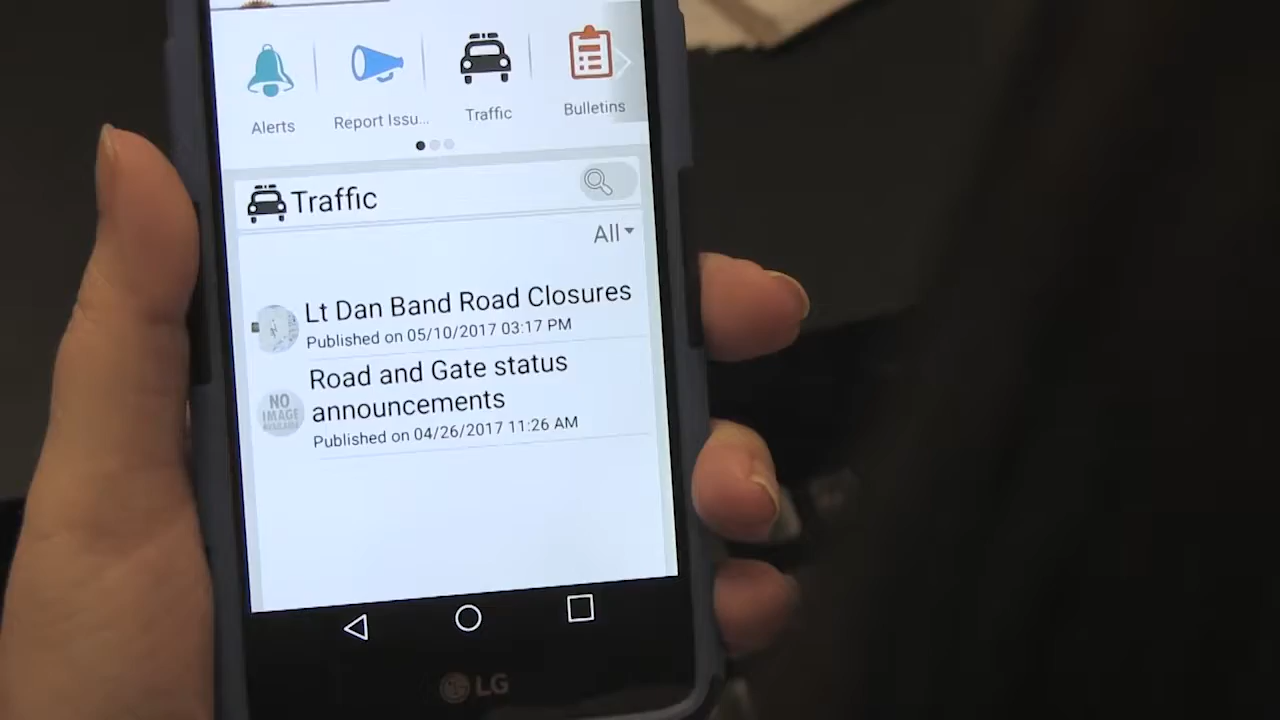 Alerts
Report Issu...
Traffic
Bulletins
Traffic
All
Lt Dan Band Road Closures
Published on 05/10/2017 03:17 PM
Road and Gate status
announcements
Published on 04/26/2017 11:26 AM
NO
IMAGE
AVAILABLE
LG